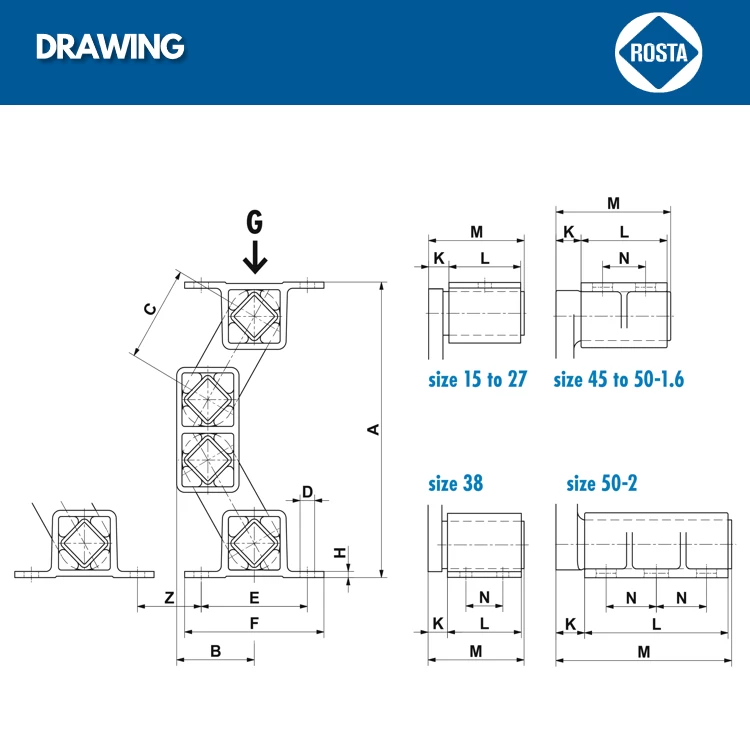 DRAWING
ROSTA
G
C
A
D
H
Z
E
F
B
M
K
L
size 15 to 27
M
K
L
N
size 45 to 50-1.6
size 38
N
K
L
M
size 50-2
N
N
K
L
M